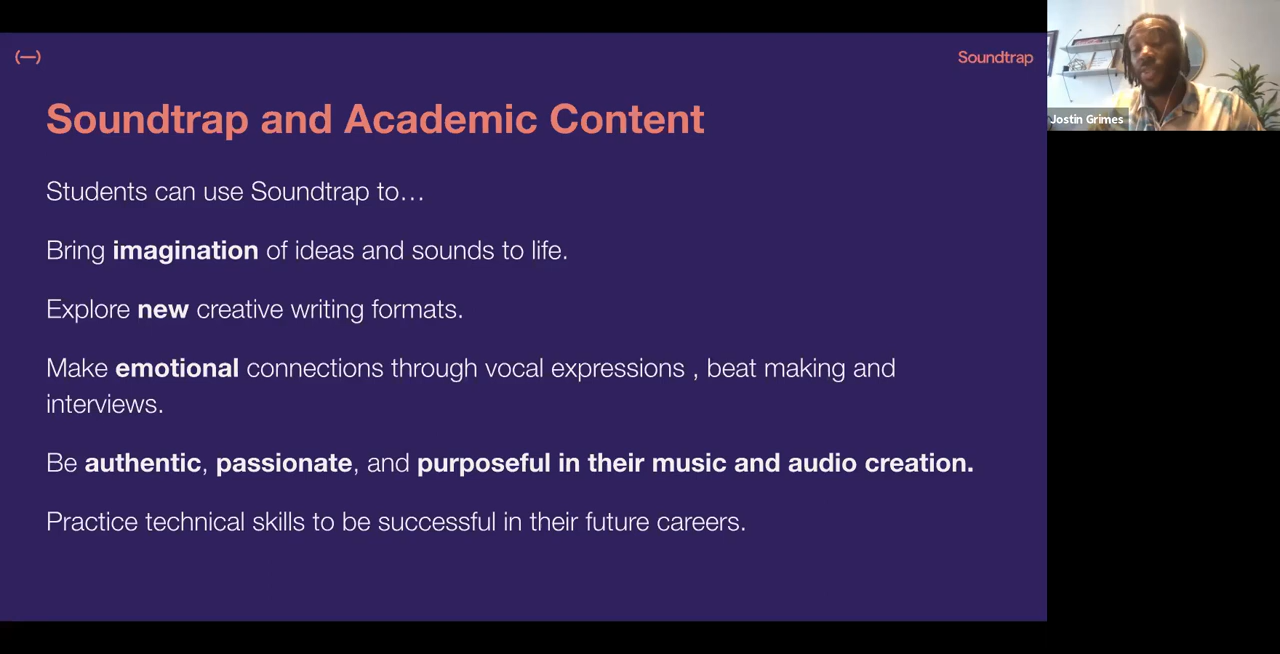 (—)
Soundtrap
Soundtrap and Academic Content
Students can use Soundtrap to…
Bring imagination of ideas and sounds to life.
Explore new creative writing formats.
Make emotional connections through vocal expressions , beat making and
interviews.
Be authentic, passionate, and purposeful in their music and audio creation.
Practice technical skills to be successful in their future careers.
Jostin Grimes